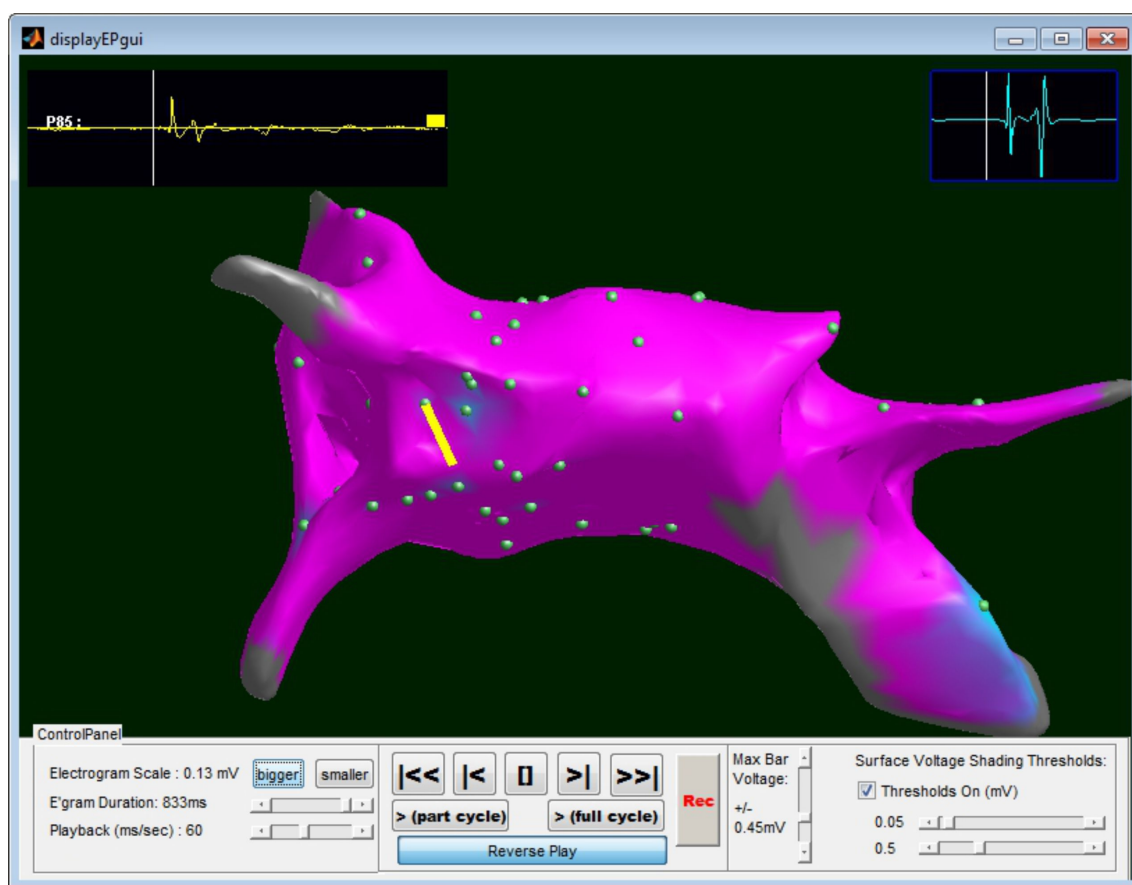 displayEPgui
P85 :
ControlPanel
Electrogram Scale : 0.13 mV
bigger
smaller
E'gram Duration: 833ms
Playback (ms/sec) : 60
|<<
|<
[]
>|
>>|
> (part cycle)
> (full cycle)
Reverse Play
Rec
Max Bar
Voltage:
+/-
0.45mV
Surface Voltage Shading Thresholds:
Thresholds On (mV)
0.05
0.5